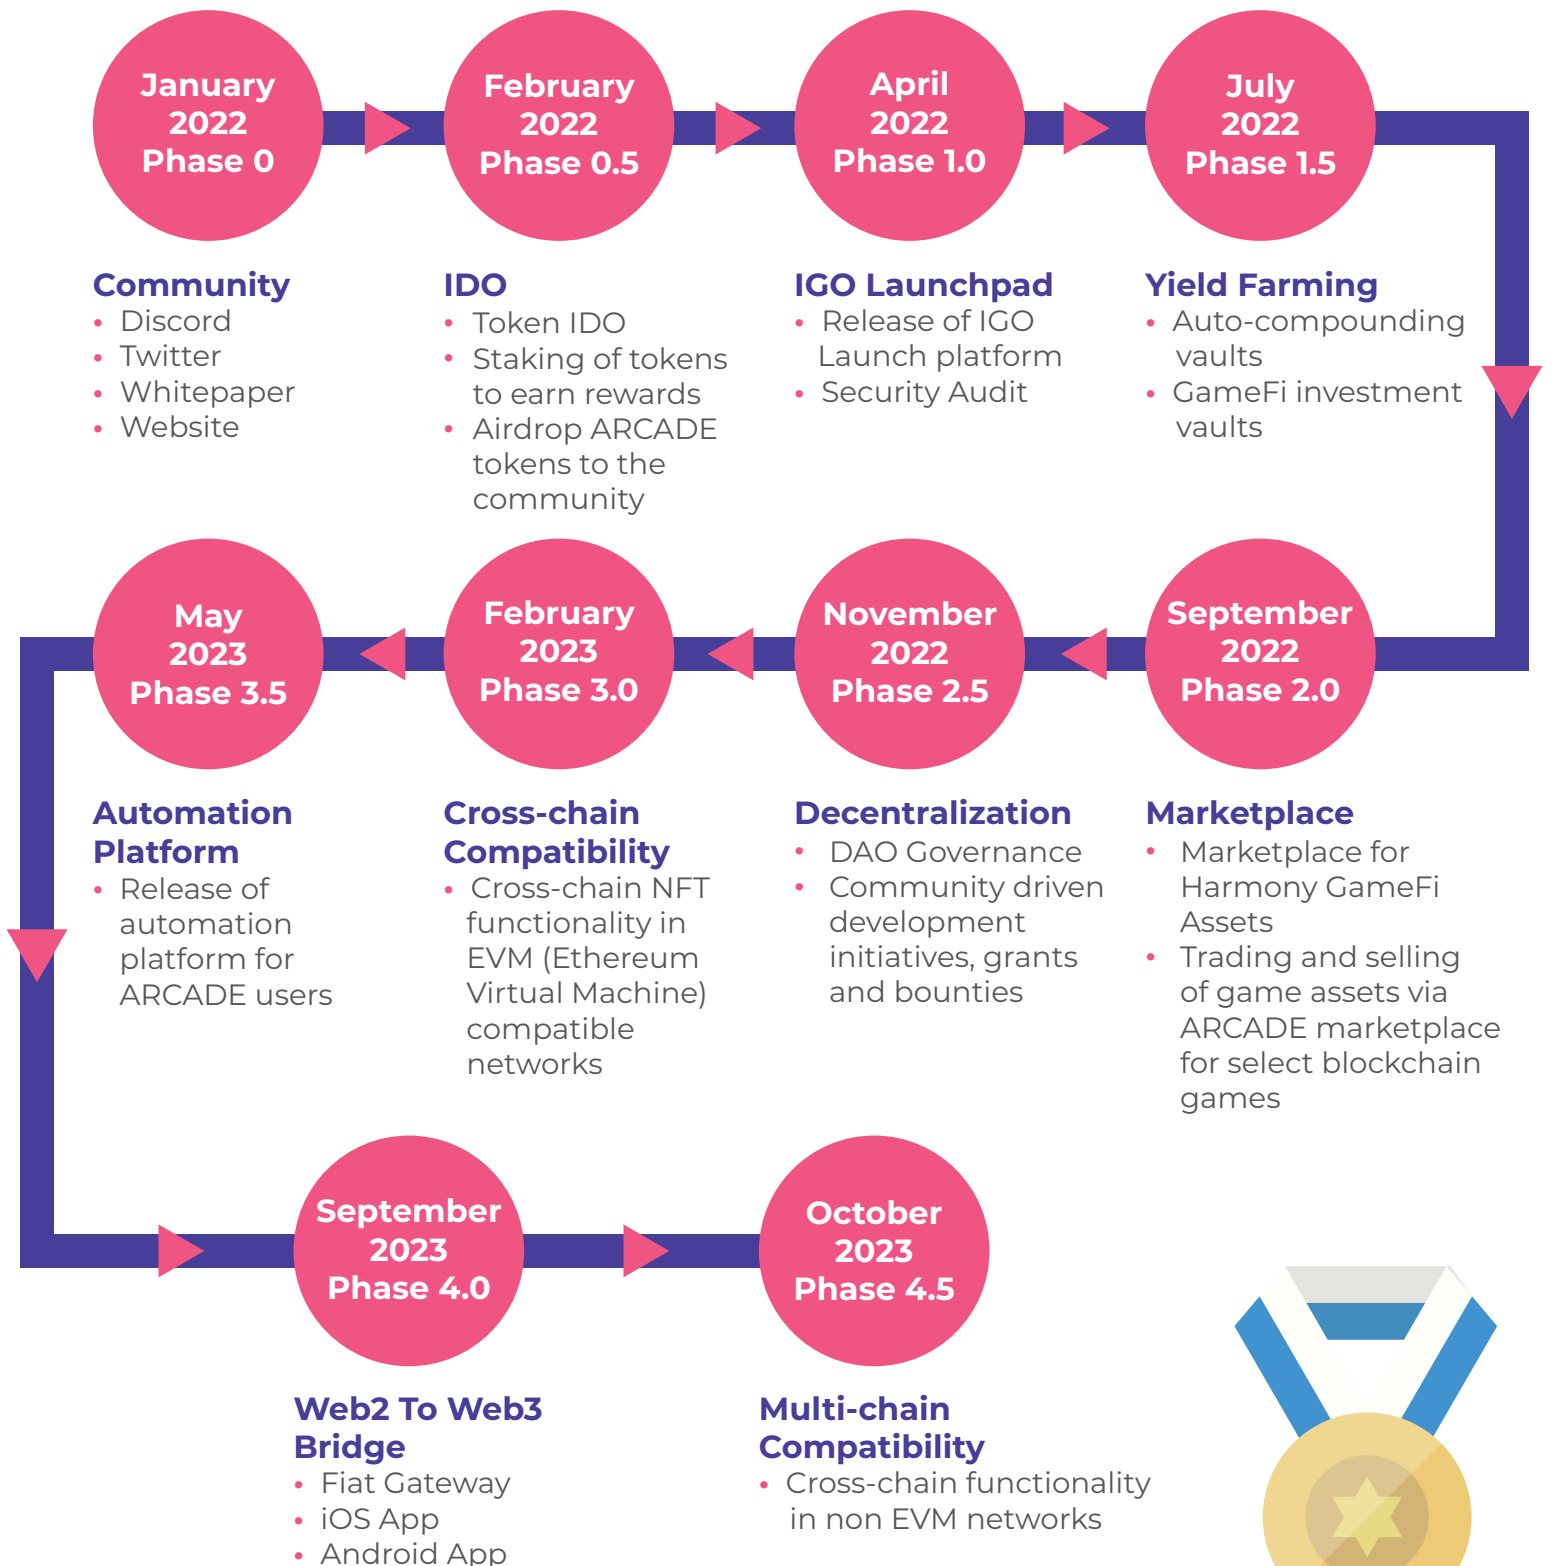 January
2022
Phase 0
February
2022
Phase 0.5
April
2022
Phase 1.0
July
2022
Phase 1.5
Community
• Discord
• Twitter
• Whitepaper
• Website
IDO
• Token IDO
• Staking of tokens
to earn rewards
• Airdrop ARCADE
tokens to the
community
IGO Launchpad
• Release of IGO
Launch platform
• Security Audit
Yield Farming
• Auto-compounding
vaults
• GameFi investment
vaults
May
2023
Phase 3.5
February
2023
Phase 3.0
November
2022
Phase 2.5
September
2022
Phase 2.0
Automation
Platform
• Release of
automation
platform for
ARCADE users
Cross-chain
Compatibility
• Cross-chain NFT
functionality in
EVM (Ethereum
Virtual Machine)
compatible
networks
Decentralization
• DAO Governance
• Community driven
development
initiatives, grants
and bounties
Marketplace
• Marketplace for
Harmony GameFi
Assets
• Trading and selling
of game assets via
ARCADE marketplace
for select blockchain
games
September
2023
Phase 4.0
October
2023
Phase 4.5
Web2 To Web3
Bridge
• Fiat Gateway
• iOS App
• Android App
Multi-chain
Compatibility
• Cross-chain functionality
in non EVM networks